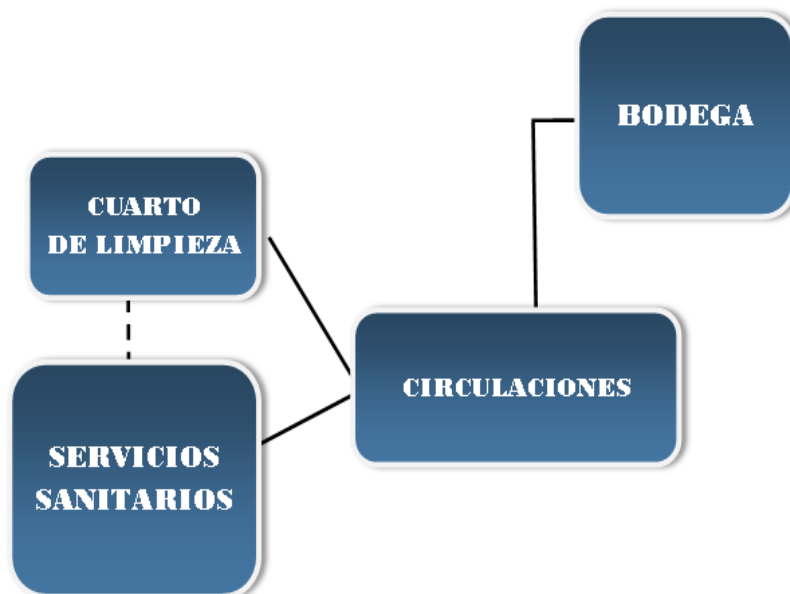 BODEGA
CUARTO
DE LIMPIEZA
CIRCULACIONES
SERVICIOS
SANITARIOS